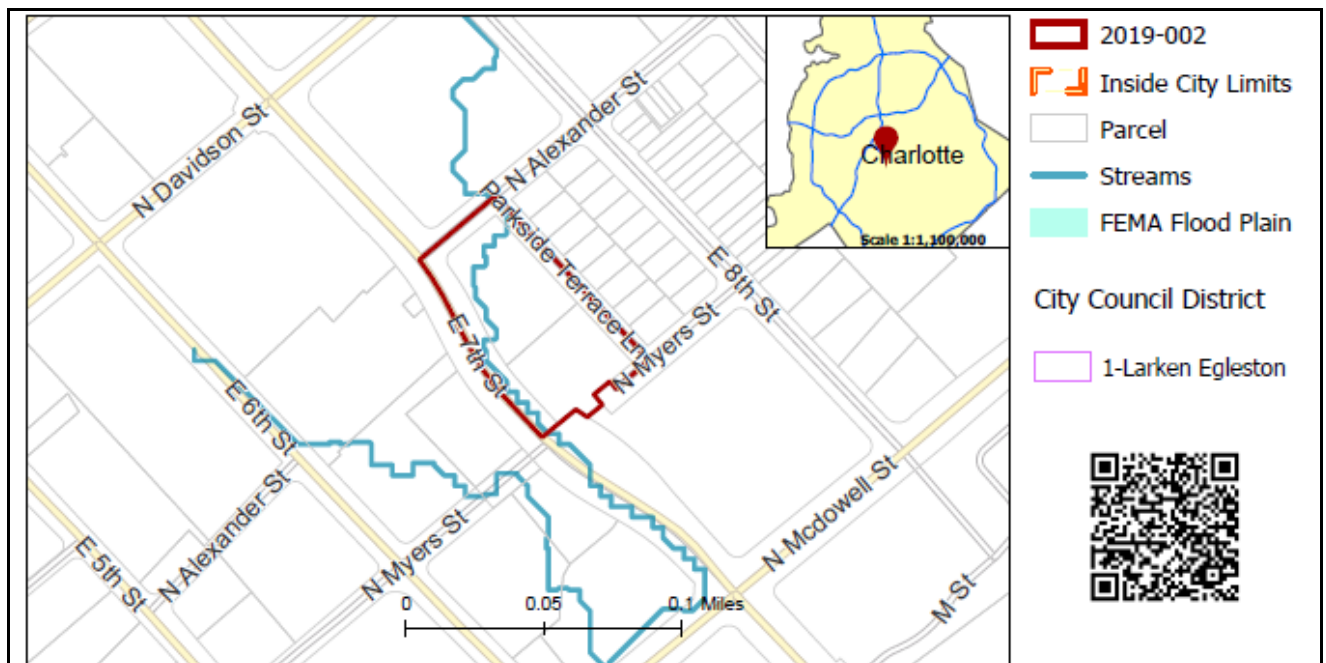 N Davidson St
N Alexander St
Parkside Terrace Ln
E 8th St
N Myers St
E 7th St
E 6th St
N Alexander St
E 5th St
N Myers St
N Mcdowell St
M-St
0 0.05 0.1 Miles
Charlotte
Scale 1:1,100,000
2019-002
Inside City Limits
Parcel
Streams
FEMA Flood Plain
City Council District
1-Larken Egleston